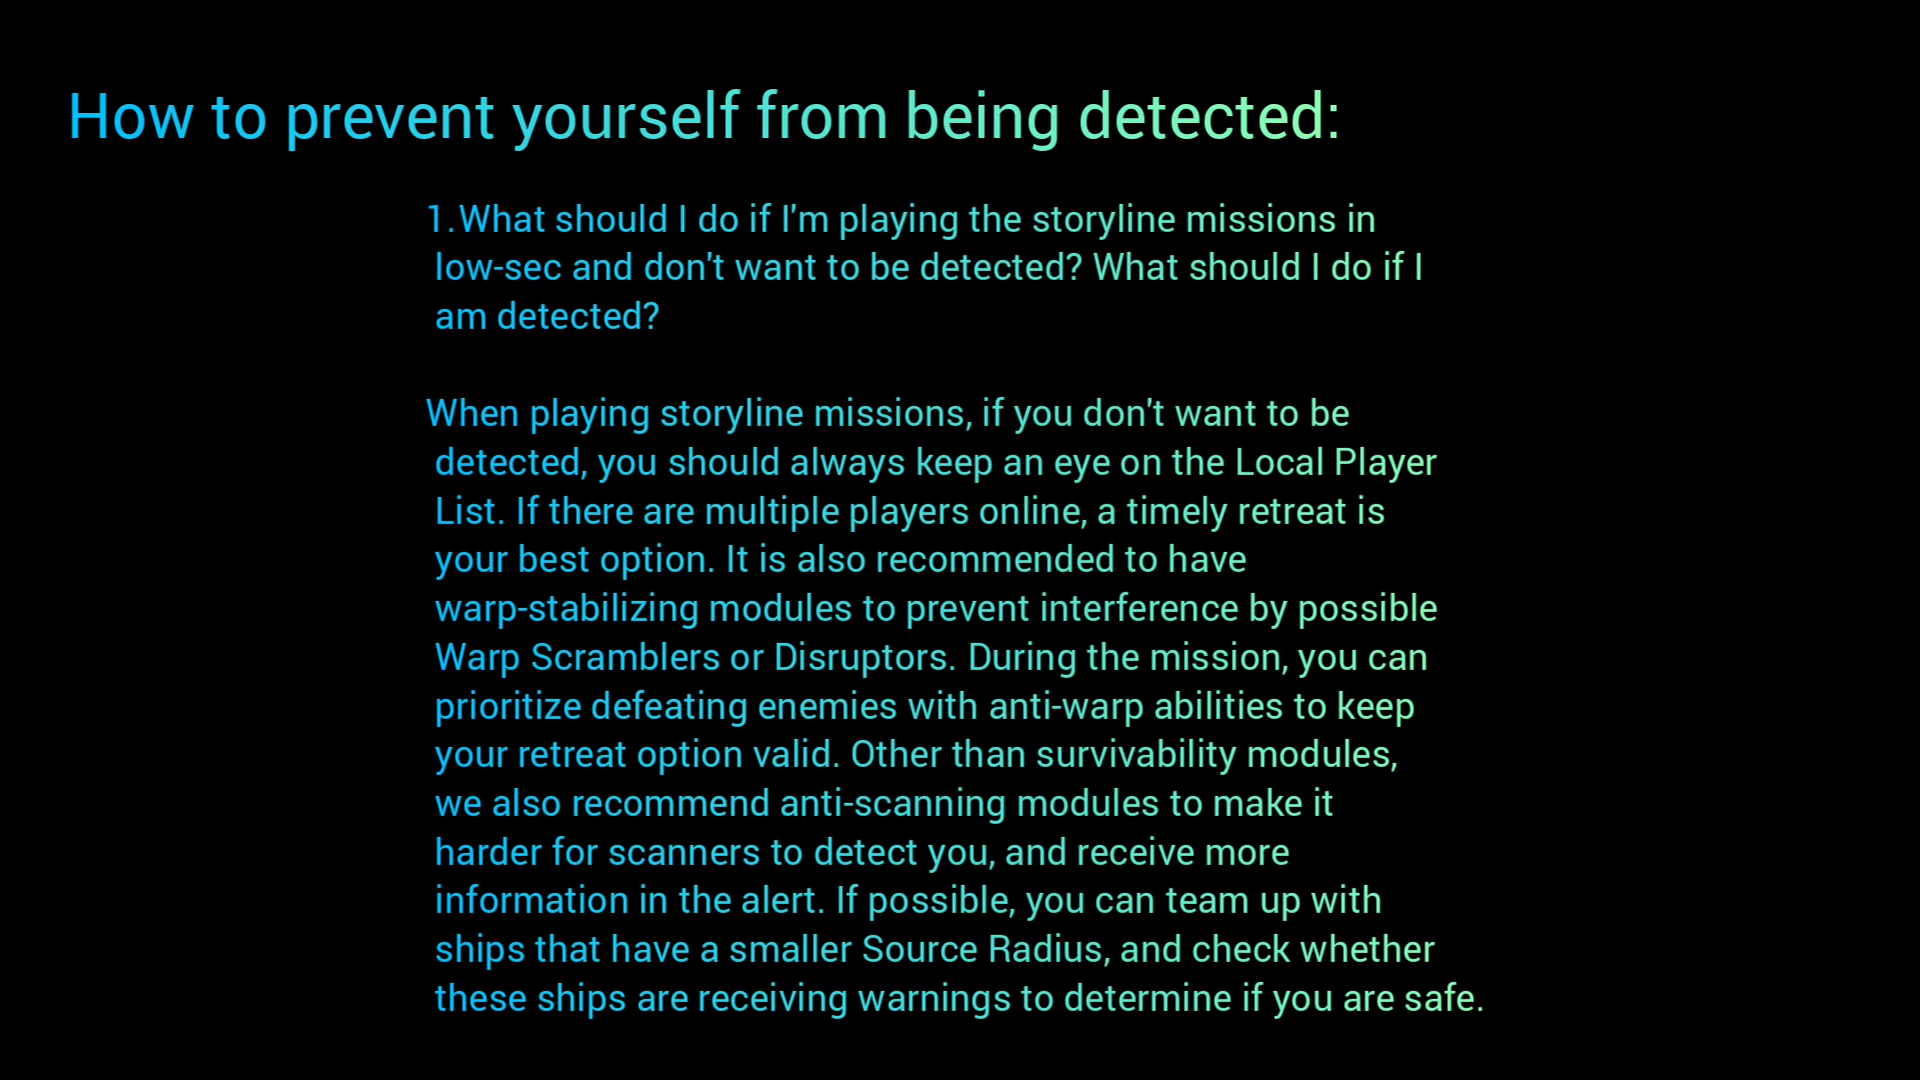 How to prevent yourself from being detected:
1.What should I do if I'm playing the storyline missions in
low-sec and don't want to be detected? What should I do if I
am detected?
When playing storyline missions, if you don't want to be
detected, you should always keep an eye on the Local Player
List. If there are multiple players online, a timely retreat is
your best option. It is also recommended to have
warp-stabilizing modules to prevent interference by possible
Warp Scramblers or Disruptors. During the mission, you can
prioritize defeating enemies with anti-warp abilities to keep
your retreat option valid. Other than survivability modules,
we also recommend anti-scanning modules to make it
harder for scanners to detect you, and receive more
information in the alert. If possible, you can team up with
ships that have a smaller Source Radius, and check whether
these ships are receiving warnings to determine if you are safe.